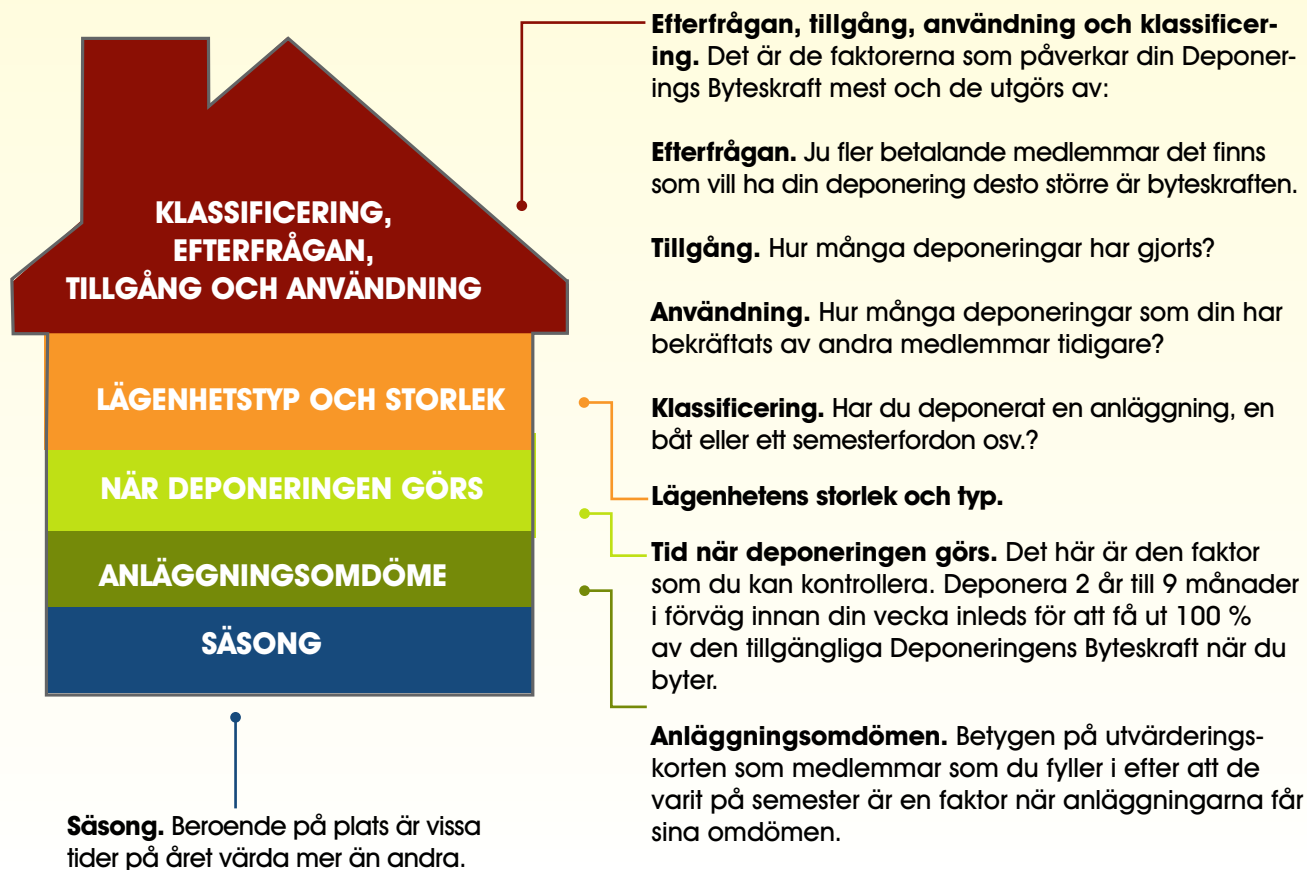 KLASSIFICERING,
EFTERFRÅGAN,
TILLGÅNG OCH ANVÄNDNING
LÄGENHETSTYP OCH STORLEK
NÄR DEPONERINGEN GÖRS
ANLÄGGNINGSOMDÖME
SÄSONG
Säsong. Beroende på plats är vissa
tider på året värda mer än andra.
Efterfrågan, tillgång, användning och klassificer-
ing. Det är de faktorerna som påverkar din Deponer-
ings Byteskraft mest och de utgörs av:
Efterfrågan. Ju fler betalande medlemmar det finns
som vill ha din deponering desto större är byteskraften.
Tillgång. Hur många deponeringar har gjorts?
Användning. Hur många deponeringar som din har
bekräftats av andra medlemmar tidigare?
Klassificering. Har du deponerat en anläggning, en
båt eller ett semesterfordon osv.?
Lägenhetens storlek och typ.
Tid när deponeringen görs. Det här är den faktor
som du kan kontrollera. Deponera 2 år till 9 månader
i förväg innan din vecka inleds för att få ut 100 %
av den tillgängliga Deponeringens Byteskraft när du
byter.
Anläggningsomdömen. Betygen på utvärderings-
korten som medlemmar som du fyller i efter att de
varit på semester är en faktor när anläggningarna får
sina omdömen.